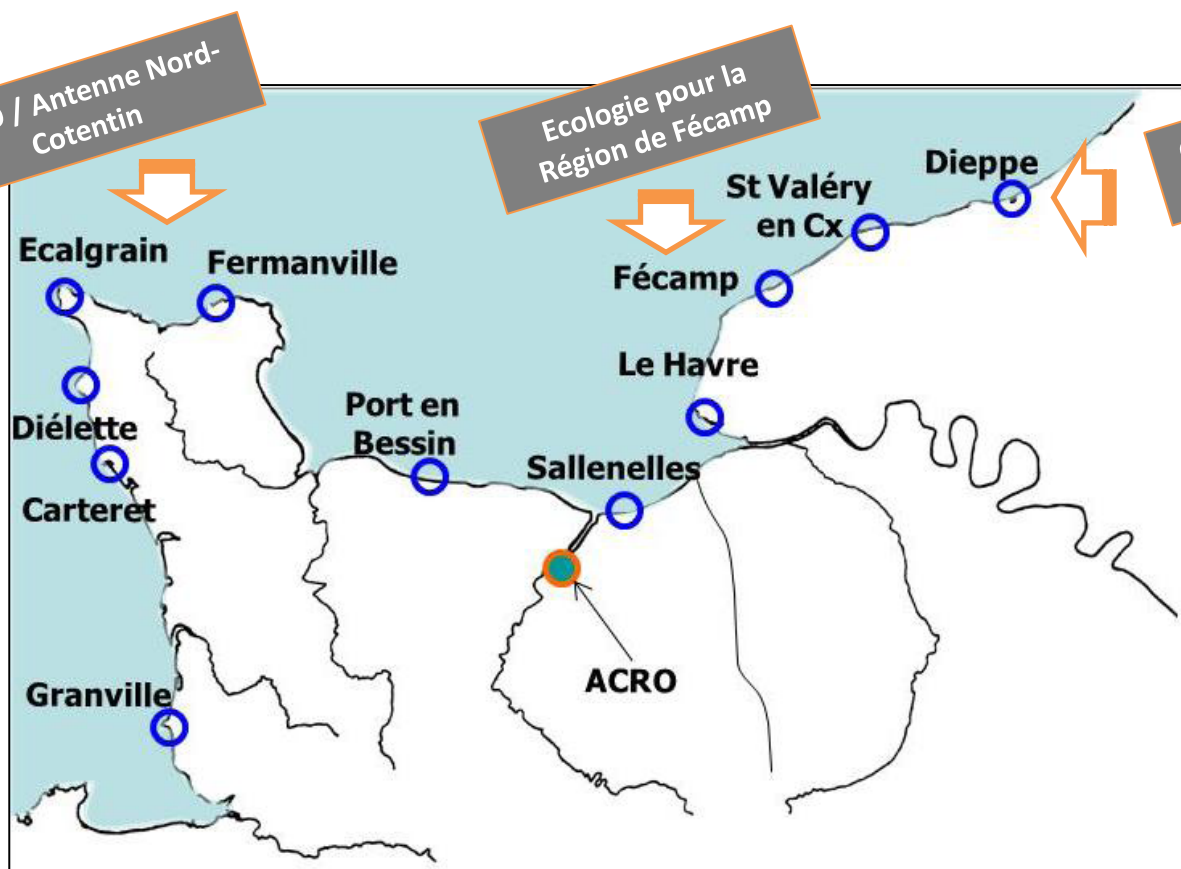 / Antenne Nord-
Cotentin
Ecologie pour la
Région de Fécamp
Dieppe
St Valéry
en Cx
Ecalgrain
Fermanville
Fécamp
Le Havre
Diélette
Port en
Bessin
Sallenelles
Carteret
ACRO
Granville